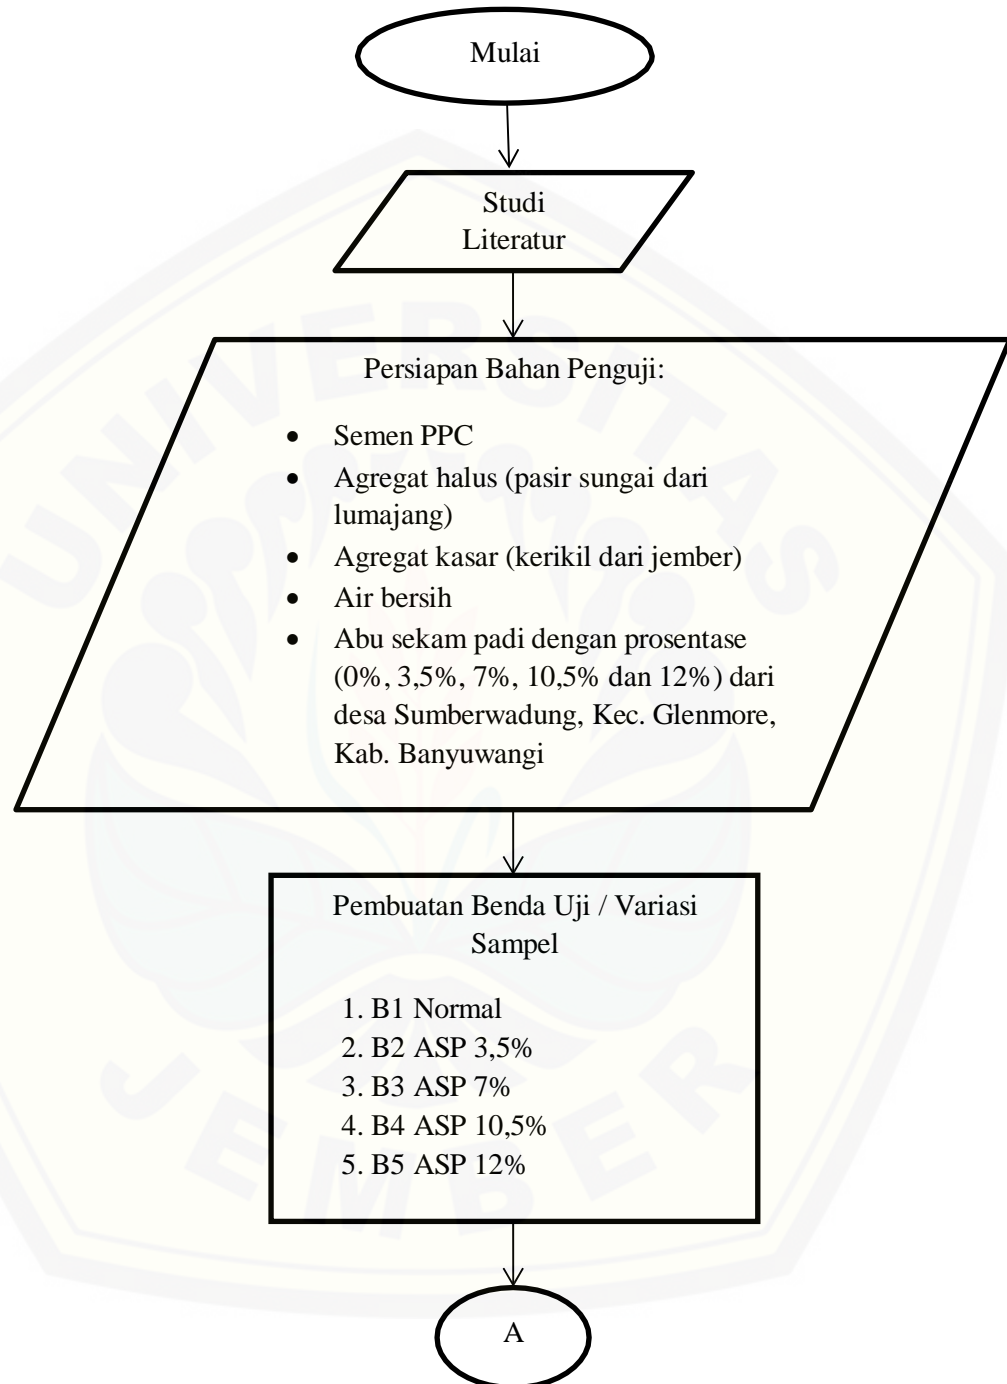 Mulai
Studi
Literatur
Persiapan Bahan Penguji:
• Semen PPC
• Agregat halus (pasir sungai dari
lumajang)
• Agregat kasar (kerikil dari jember)
• Air bersih
• Abu sekam padi dengan prosentase
(0%, 3,5%, 7%, 10,5% dan 12%) dari
desa Sumberwadung, Kec. Glenmore,
Kab. Banyuwangi
Pembuatan Benda Uji / Variasi
Sampel
1. B1 Normal
2. B2 ASP 3,5%
3. B3 ASP 7%
4. B4 ASP 10,5%
5. B5 ASP 12%
A
UNIVERSITAS
JEMBER